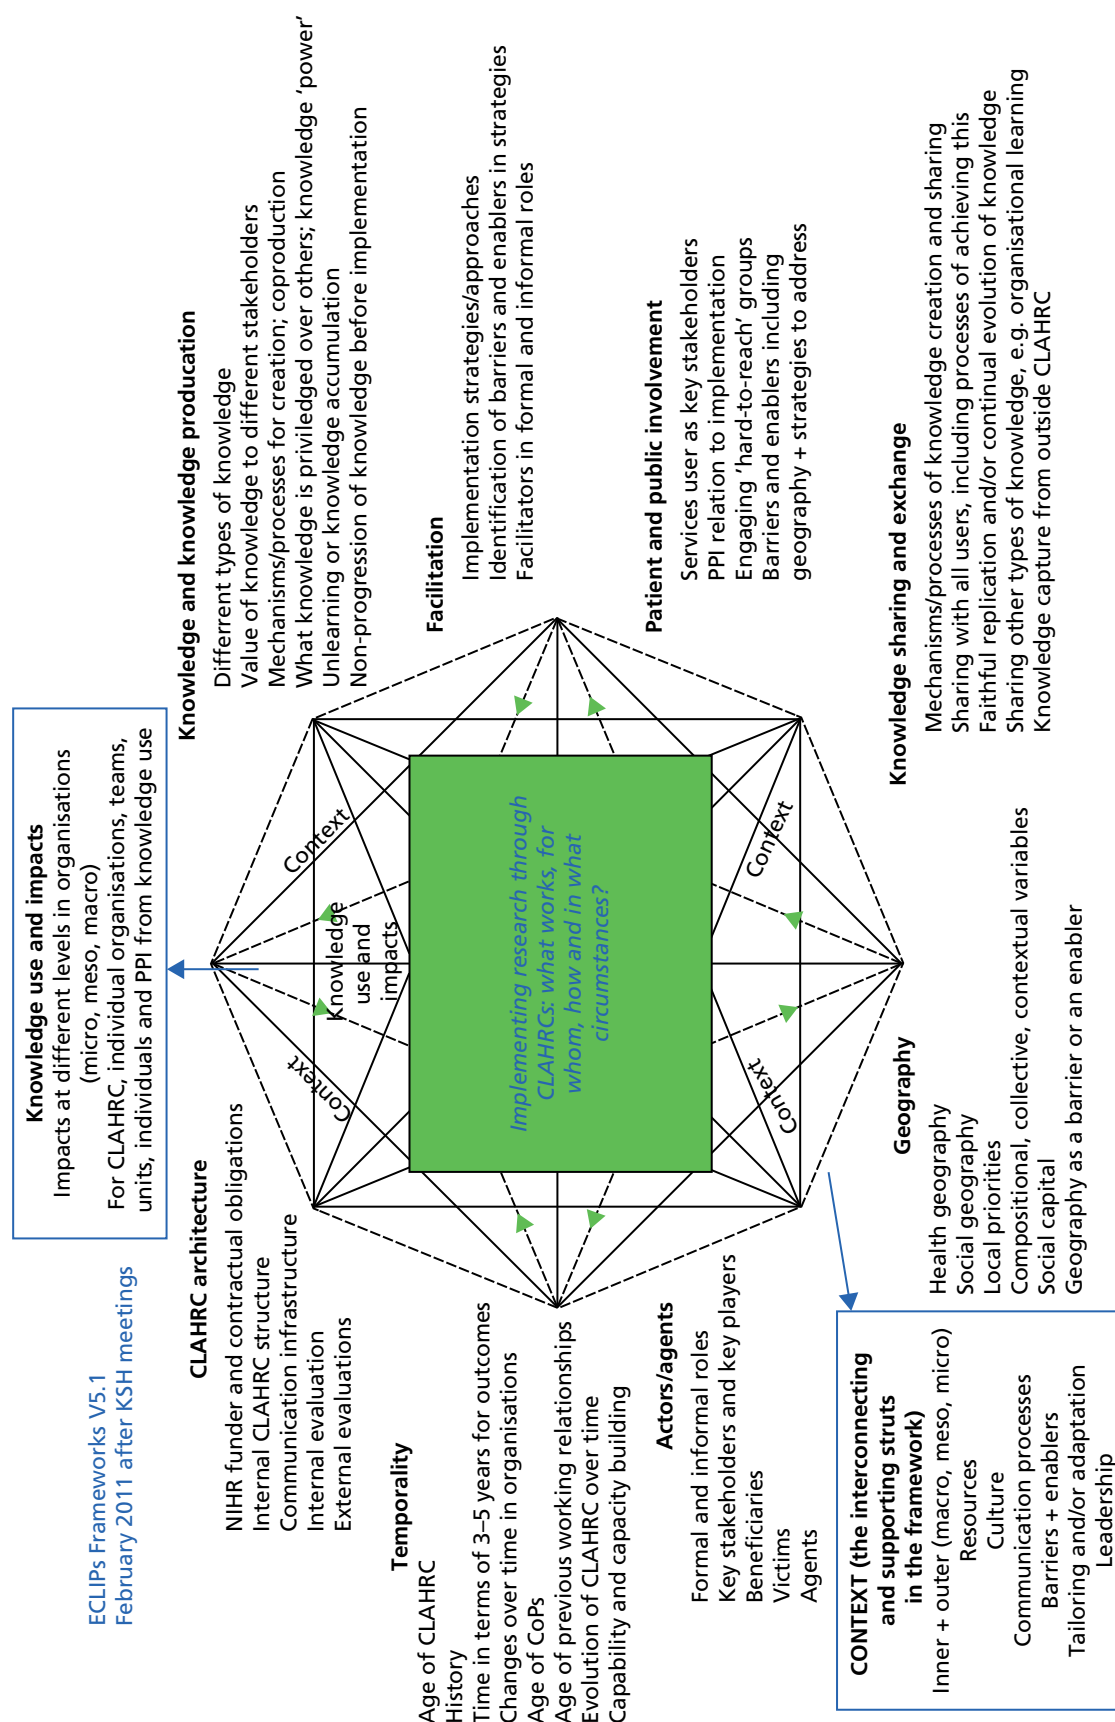 ECLIPs Frameworks V5.1
February 2011 after KSH meetings
Knowledge use and impacts
Impacts at different levels in organisations
(micro, meso, macro)
For CLAHRC, individual organisations, teams,
units, individuals and PPI from knowledge use
CLAHRC architecture
NIHR funder and contractual obligations
Internal CLAHRC structure
Communication infrastructure
Internal evaluation
External evaluations
Knowledge and knowledge producation
Differrent types of knowledge
Value of knowledge to different stakeholders
Mechanisms/processes for creation; coproduction
What knowledge is priviledged over others; knowledge ‘power’
Unlearning or knowledge accumulation
Non-progression of knowledge before implementation
Temporality
Age of CLAHRC
History
Time in terms of 3–5 years for outcomes
Changes over time in organisations
Age of CoPs
Age of previous working relationships
Evolution of CLAHRC over time
Capability and capacity building
Context
Context
Knowledge
use and
impacts
Implementing research through
CLAHRCs: what works, for
whom, how and in what
circumstances?
Context
Context
Facilitation
Implementation strategies/approaches
Identification of barriers and enablers in strategies
Facilitators in formal and informal roles
Actors/agents
Formal and informal roles
Key stakeholders and key players
Beneficiaries
Victims
Agents
Patient and public involvement
Services user as key stakeholders
PPI relation to implementation
Engaging ‘hard-to-reach’ groups
Barriers and enablers including
geography + strategies to address
CONTEXT (the interconnecting
and supporting struts
in the framework)
Inner + outer (macro, meso, micro)
Resources
Culture
Communication processes
Barriers + enablers
Tailoring and/or adaptation
Leadership
Geography
Health geography
Social geography
Local priorities
Compositional, collective, contextual variables
Social capital
Geography as a barrier or an enabler
Knowledge sharing and exchange
Mechanisms/processes of knowledge creation and sharing
Sharing with all users, including processes of achieving this
Faithful replication and/or continual evolution of knowledge
Sharing other types of knowledge, e.g. organisational learning
Knowledge capture from outside CLAHRC